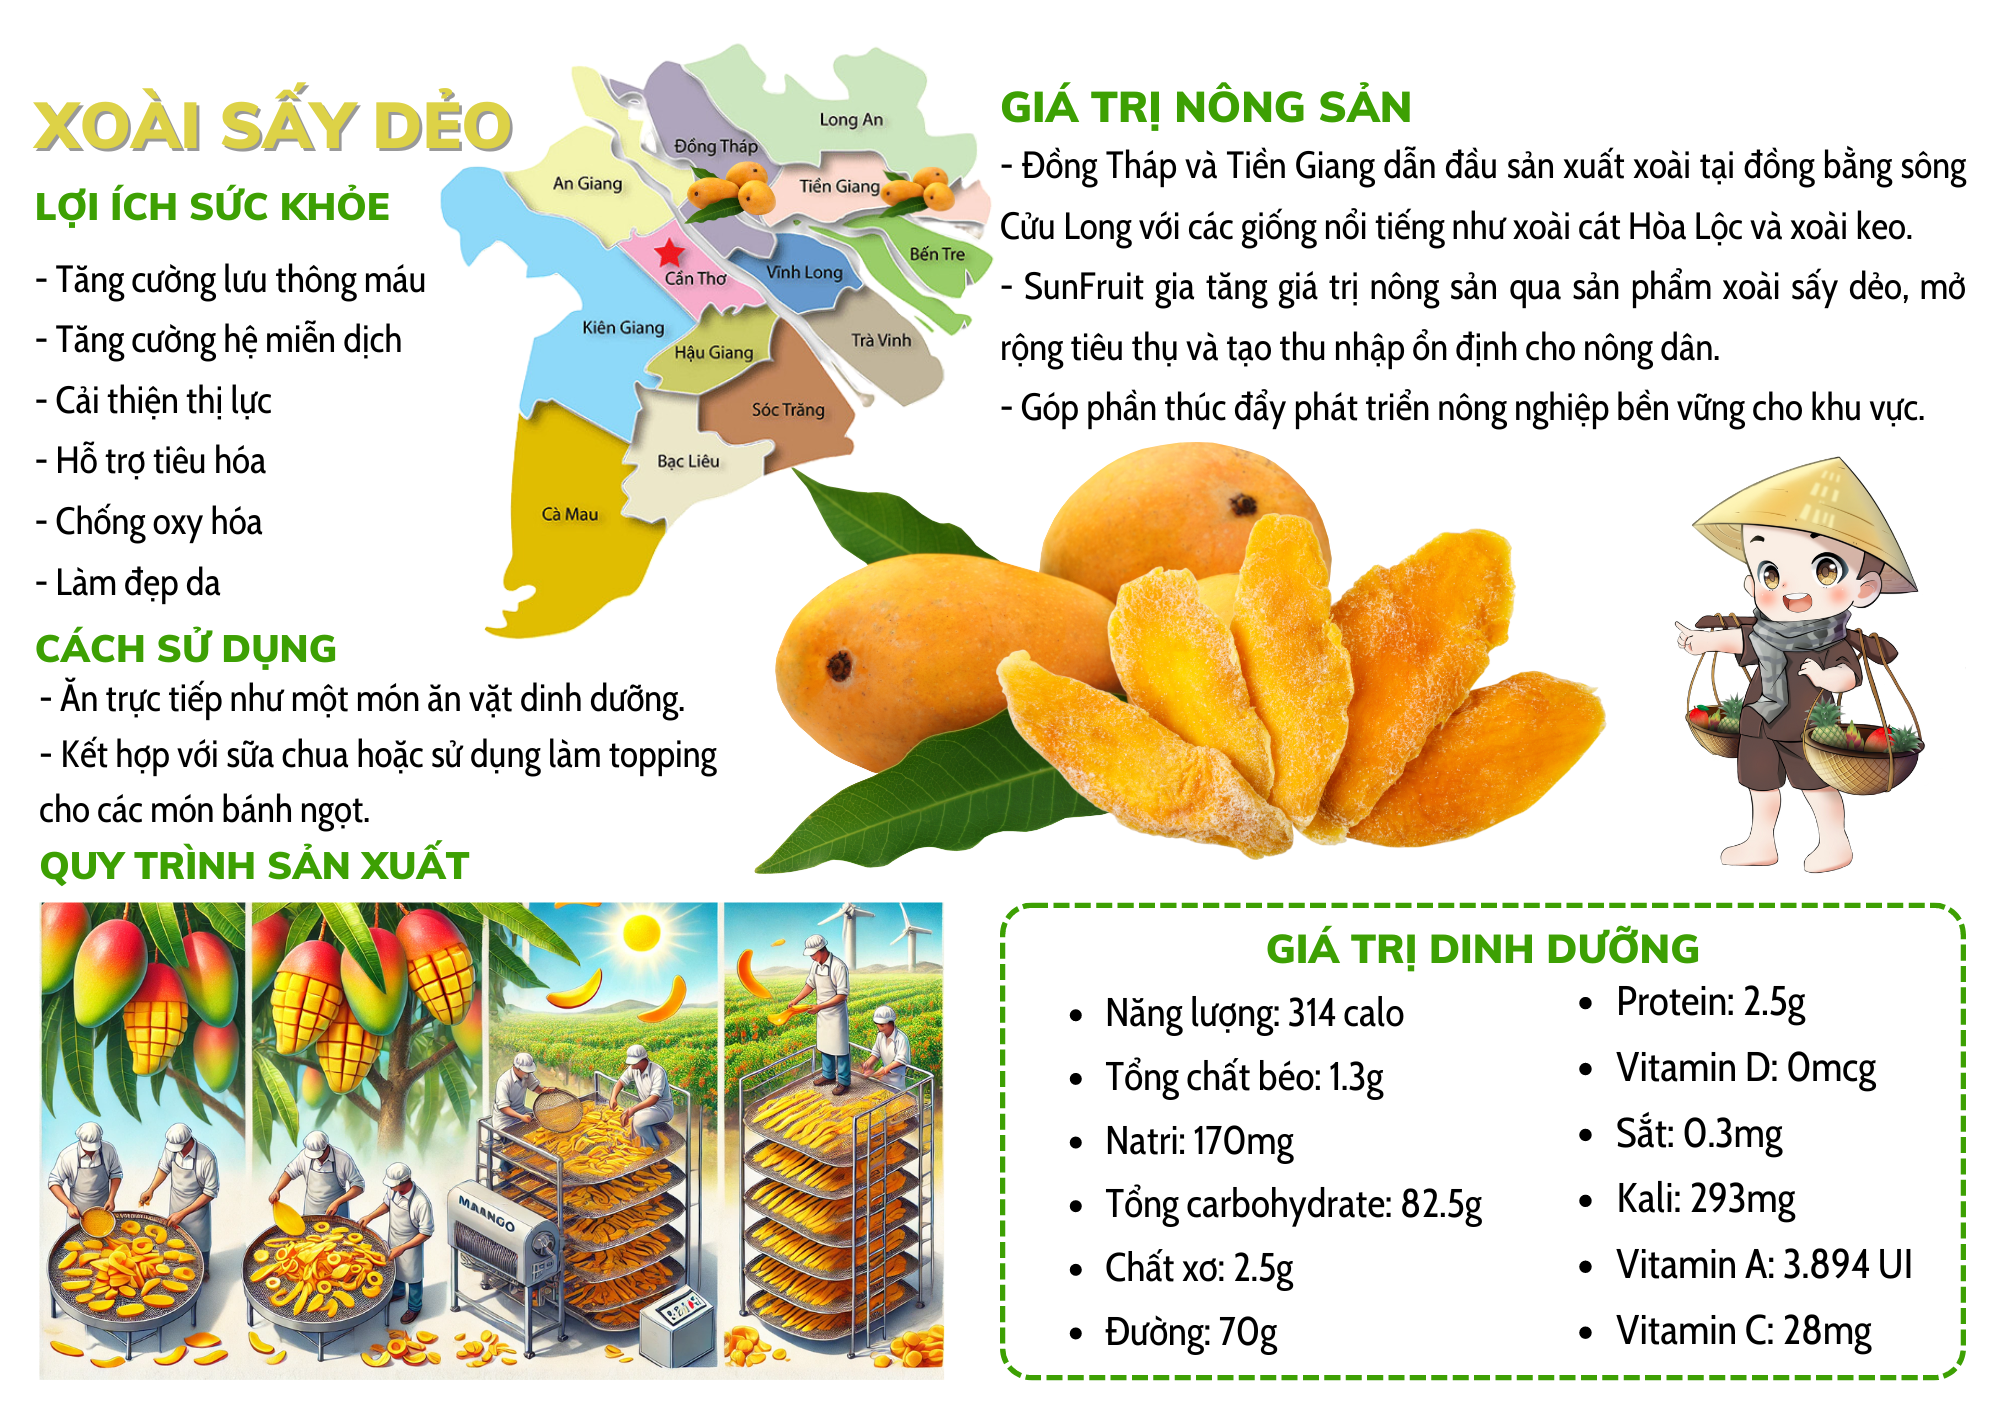 XOÀI SẤY DẺO
LỢI ÍCH SỨC KHỎE
- Tăng cường lưu thông máu
- Tăng cường hệ miễn dịch
- Cải thiện thị lực
- Hỗ trợ tiêu hóa
- Chống oxy hóa
- Làm đẹp da
CÁCH SỬ DỤNG
- Ăn trực tiếp như một món ăn vặt dinh dưỡng.
- Kết hợp với sữa chua hoặc sử dụng làm topping
cho các món bánh ngọt.
QUY TRÌNH SẢN XUẤT
MAANGO
Long An
Đồng Tháp
An Giang
Tiền Giang
Bến Tre
Cần Thơ
Vĩnh Long
Kiên Giang
Hậu Giang
Trà Vinh
Sóc Trăng
Bạc Liêu
Cà Mau
GIÁ TRỊ NÔNG SẢN
- Đồng Tháp và Tiền Giang dẫn đầu sản xuất xoài tại đồng bằng sông
Cửu Long với các giống nổi tiếng như xoài cát Hòa Lộc và xoài keo.
- SunFruit gia tăng giá trị nông sản qua sản phẩm xoài sấy dẻo, mở
rộng tiêu thụ và tạo thu nhập ổn định cho nông dân.
- Góp phần thúc đẩy phát triển nông nghiệp bền vững cho khu vực.
GIÁ TRỊ DINH DƯỠNG
• Năng lượng: 314 calo
• Tổng chất béo: 1.3g
• Natri: 170mg
• Tổng carbohydrate: 82.5g
• Chất xơ: 2.5g
• Đường: 70g
• Protein: 2.5g
• Vitamin D: 0mcg
• Sắt: 0.3mg
• Kali: 293mg
• Vitamin A: 3.894 UI
• Vitamin C: 28mg